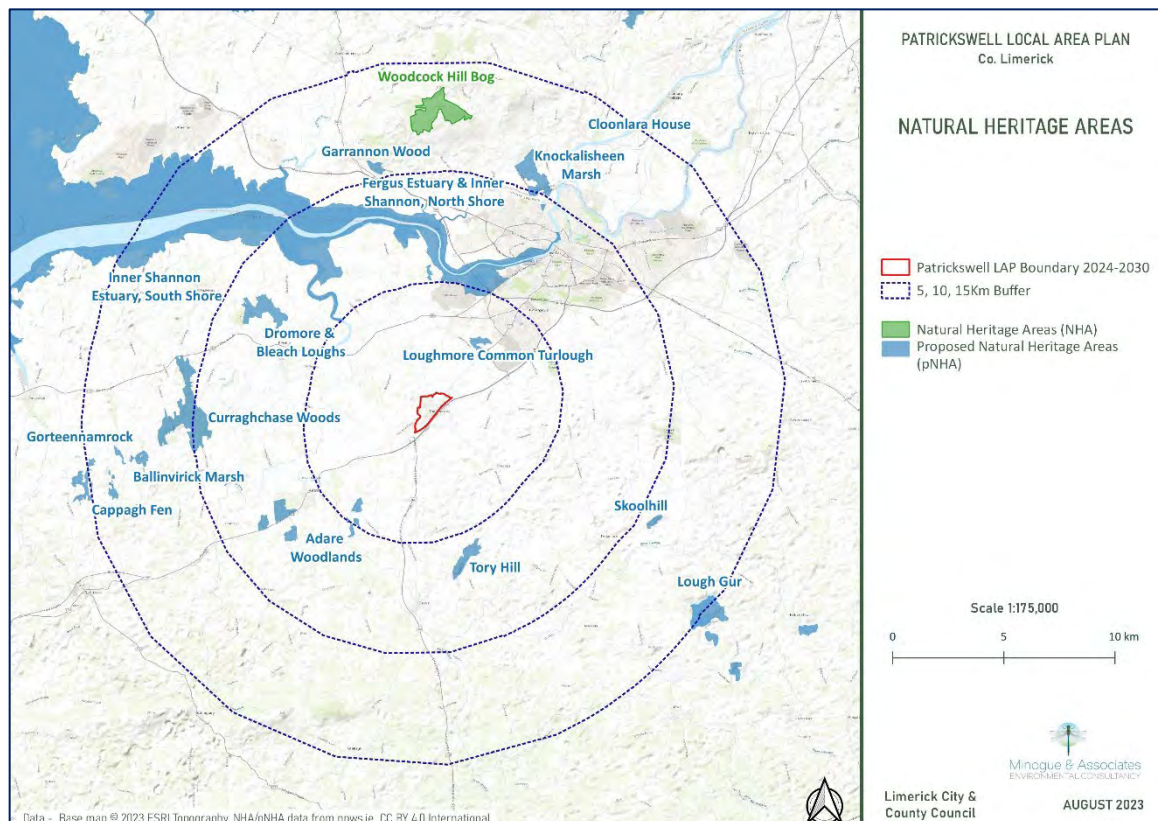 Woodcock Hill Bog
Cloonlara House
Garrannon Wood
Knockalisheen
Marsh
Fergus Estuary & Inner
Shannon, North Shore
Inner Shannon
Estuary, South Shore
Dromore &
Bleach Loughs
Loughmore Common Turlough
Curraghchase Woods
Gorteennamrock
Ballinvirick Marsh
Cappagh Fen
Adare
Woodlands
Skoolhill
Tory Hill
Lough Gur
Data - Base map © 2023 ESRI Topography, NHA/pNHA data from npws.ie, CC BY 4.0 International
PATRICKSWELL LOCAL AREA PLAN
Co. Limerick
NATURAL HERITAGE AREAS
Patrickswell LAP Boundary 2024-2030
5, 10, 15Km Buffer
Natural Heritage Areas (NHA)
Proposed Natural Heritage Areas
(pNHA)
Scale 1:175,000
0 5 10 km
Minogue & Associates
ENVIRONMENTAL CONSULTANCY
Limerick City &
County Council
AUGUST 2023